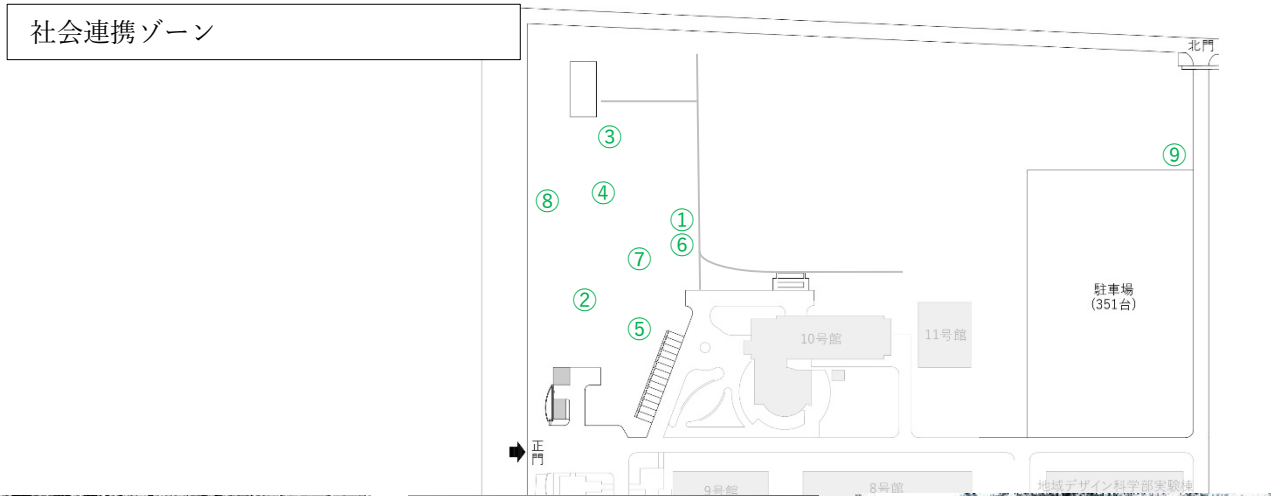 社会連携ゾーン
北門
③
⑨
④
⑧
①
⑥
⑦
駐車場
(351台)
②
⑤
10号館
11号館
正門
9号館
8号館
地域デザイン科学部実験棟